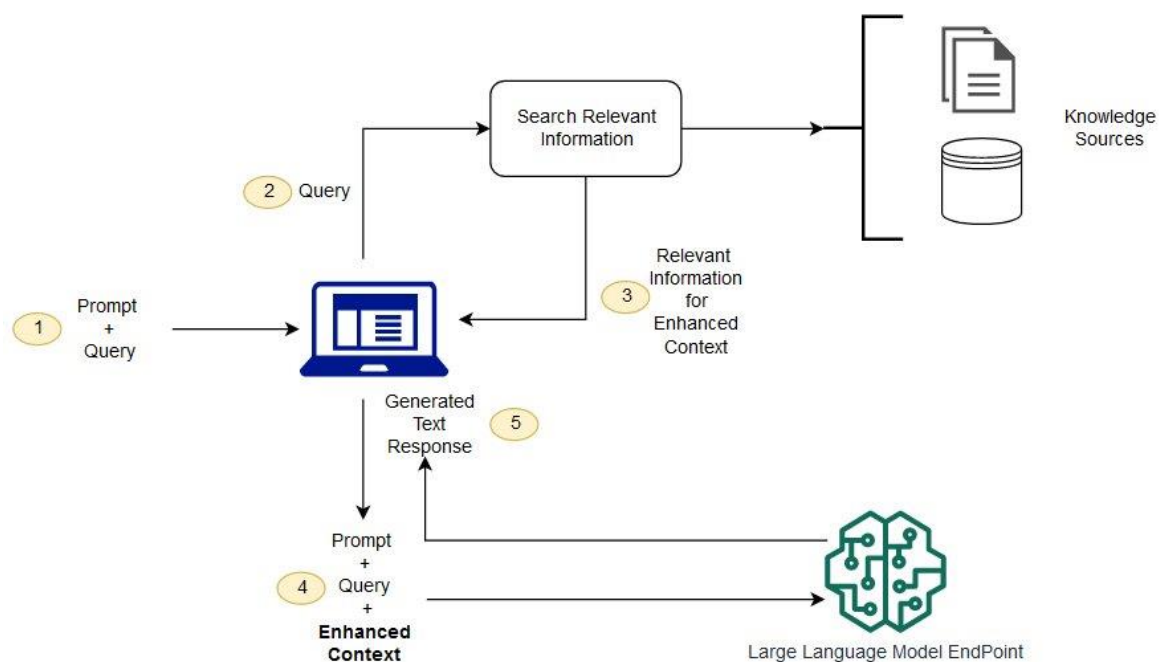 Search Relevant
Information
Knowledge
Sources
2
Query
Relevant
Information
for
Enhanced
Context
3
1
Prompt
+
Query
Generated
Text
Response
5
Prompt
+
Query
+
Enhanced
Context
4
Large Language Model EndPoint